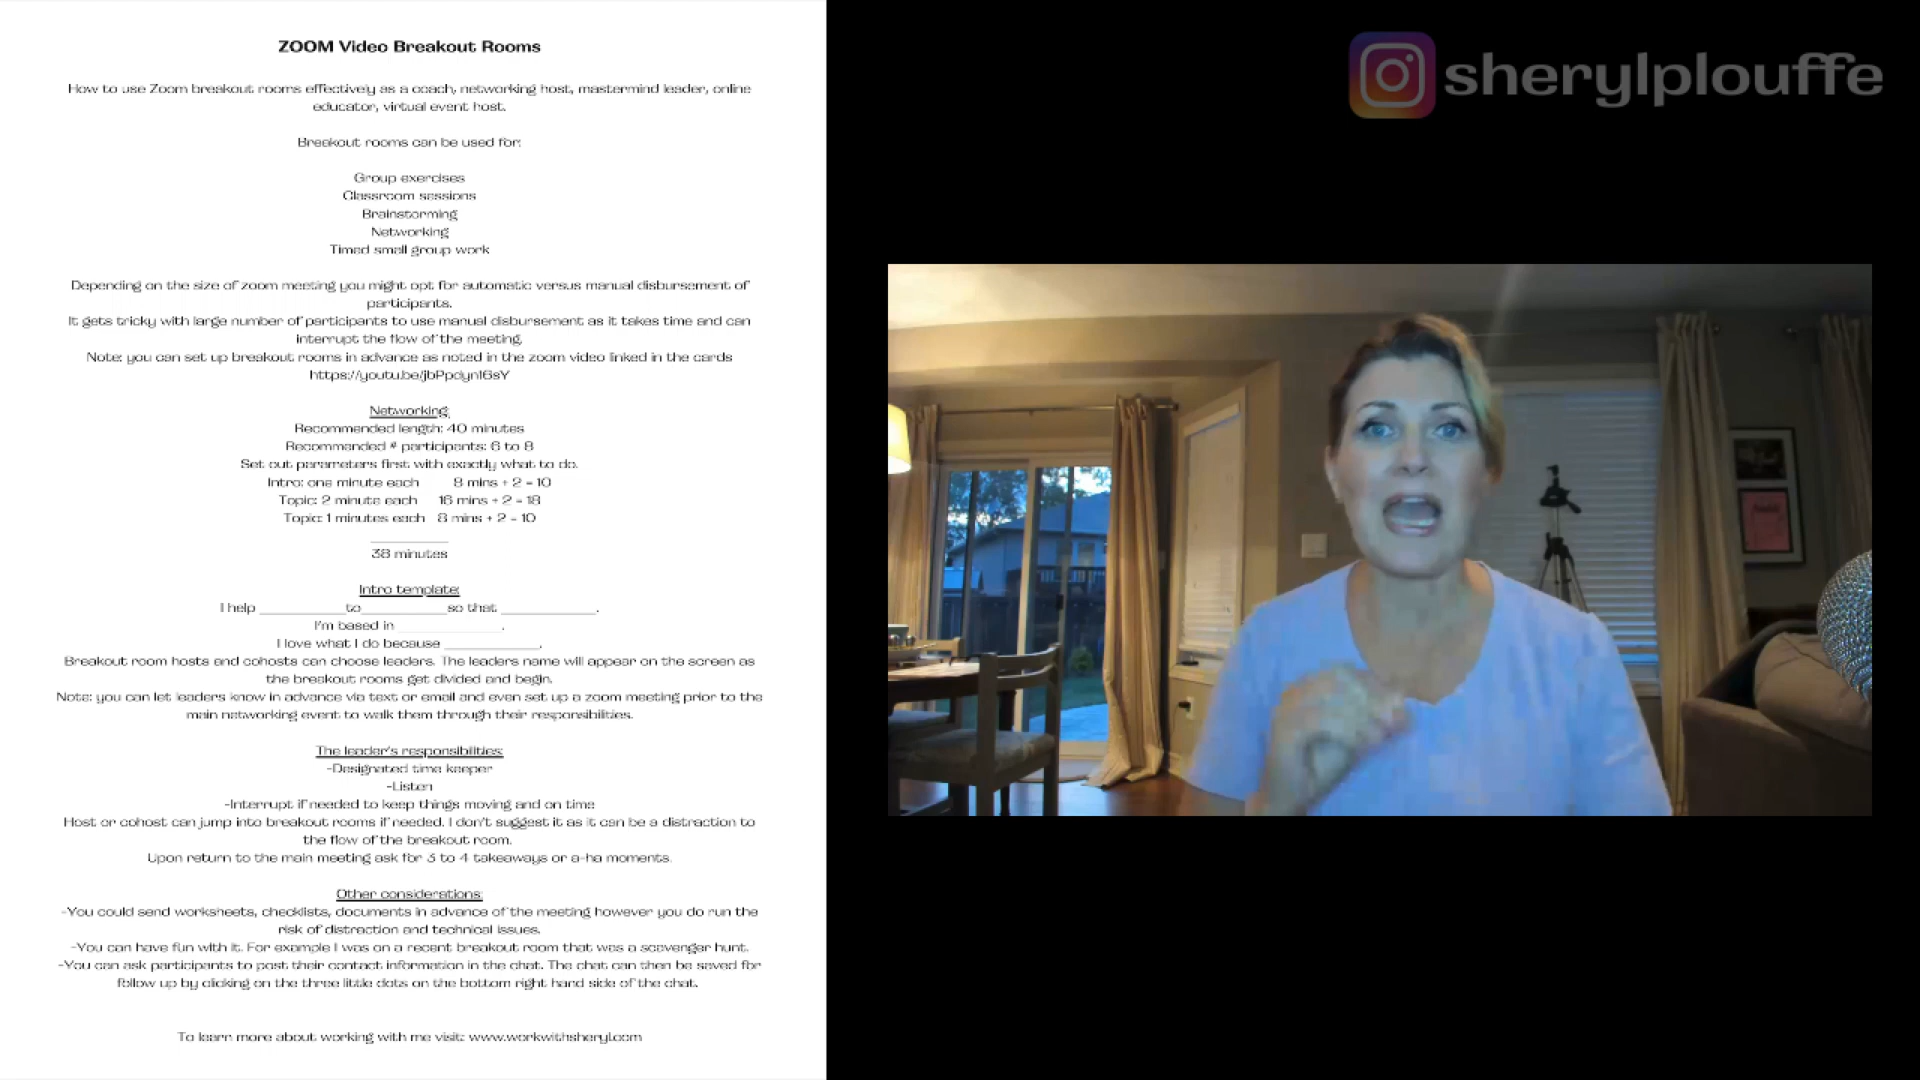 ZOOM Video Breakout Rooms
How to use Zoom breakout rooms effectively as a coach, networking host, mastermind leader, online
educator, virtual event host.
Breakout rooms can be used for:
Group exercises
Classroom sessions
Brainstorming
Networking
Timed small group work
Depending on the size of zoom meeting you might opt for automatic versus manual disbursement of
participants.
It gets tricky with large number of participants to use manual disbursement as it takes time and can
interrupt the flow of the meeting.
Note: you can set up breakout rooms in advance as noted in the zoom video linked in the cards
https://youtu.be/jbPpdyn16sY
Networking:
Recommended length: 40 minutes
Recommended # participants: 6 to 8
Set out parameters first with exactly what to do.
Intro: one minute each 8 mins + 2 = 10
Topic: 2 minute each 16 mins + 2 = 18
Topic: 1 minutes each 8 mins + 2 = 10
38 minutes
Intro template:
I help ____________to____________so that _____________.
I'm based in ______________.
I love what I do because _____________.
Breakout room hosts and cohosts can choose leaders. The leaders name will appear on the screen as
the breakout rooms get divided and begin.
Note: you can let leaders know in advance via text or email and even set up a zoom meeting prior to the
main networking event to walk them through their responsibilities.
The leader's responsibilities:
-Designated time keeper
-Listen
-Interrupt if needed to keep things moving and on time
Host or cohost can jump into breakout rooms if needed. I don't suggest it as it can be a distraction to
the flow of the breakout room.
Upon return to the main meeting ask for 3 to 4 takeaways or a-ha moments.
Other considerations:
-You could send worksheets, checklists, documents in advance of the meeting however you do run the
risk of distraction and technical issues.
-You can have fun with it. For example I was on a recent breakout room that was a scavenger hunt.
-You can ask participants to post their contact information in the chat. The chat can then be saved for
follow up by clicking on the three little dots on the bottom right hand side of the chat.
To learn more about working with me visit: www.workwithsheryl.com
sherylplouffe